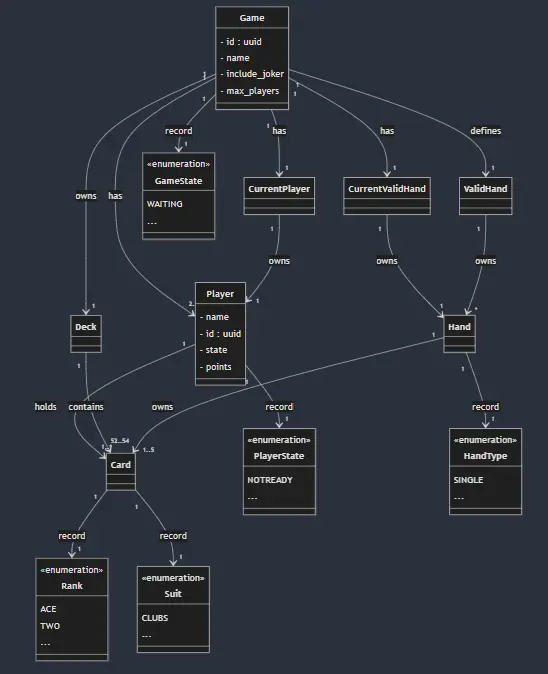 Game
- id : uuid
- name
- include_joker
- max_players
1
1
1
1
1
1
record
has
has
defines
1
1
1
1
«enumeration»
GameState
WAITING
---
CurrentPlayer
CurrentValidHand
ValidHand
owns
has
1
1
1
owns
owns
owns
Player
- name
- id : uuid
- state
- points
1
2..
1
1
*
Deck
Hand
1
1
1
1
1
holds
contains
owns
record
record
52..54
1..5
1
1
1
Card
«enumeration»
PlayerState
NOTREADY
---
«enumeration»
HandType
SINGLE
---
1
1
record
record
1
1
«enumeration»
Rank
ACE
TWO
---
«enumeration»
Suit
CLUBS
---